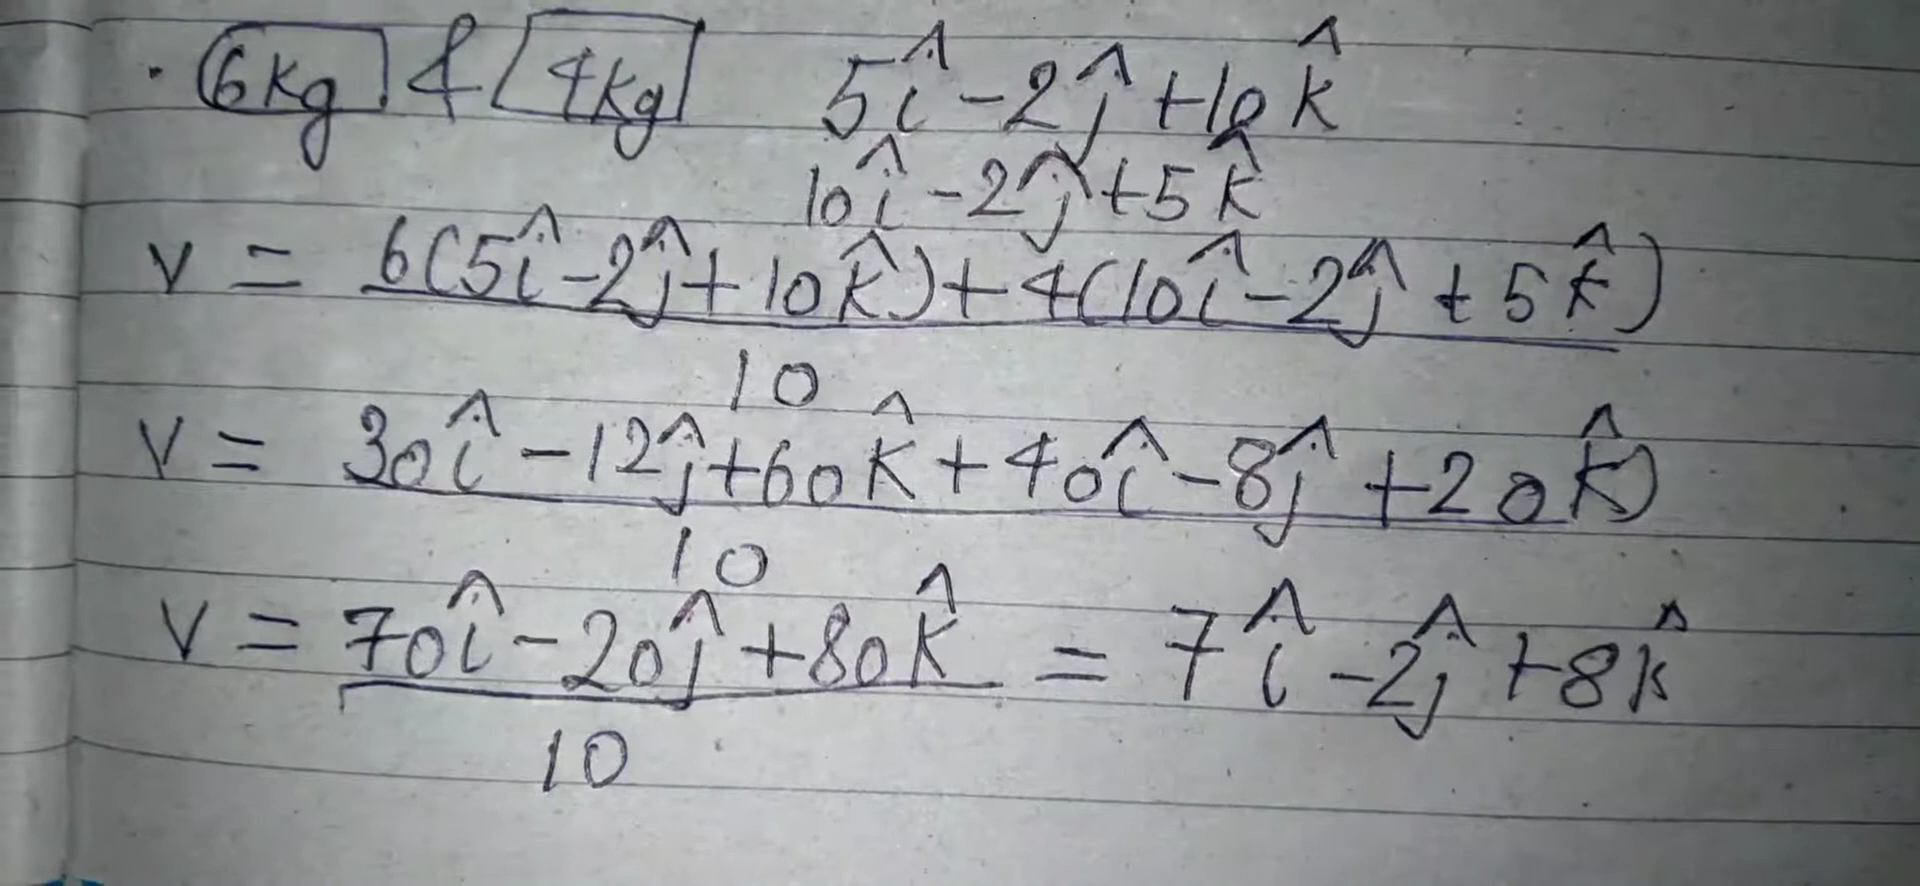 . 6kg & 4kg 5î - 2ĵ + 10k̂
10î - 2ĵ + 5k̂
v = 6(5î - 2ĵ + 10k̂) + 4(10î - 2ĵ + 5k̂)
10
v = 30î - 12ĵ + 60k̂ + 40î - 8ĵ + 20k̂)
10
v = 70î - 20ĵ + 80k̂ = 7î - 2ĵ + 8k̂
10